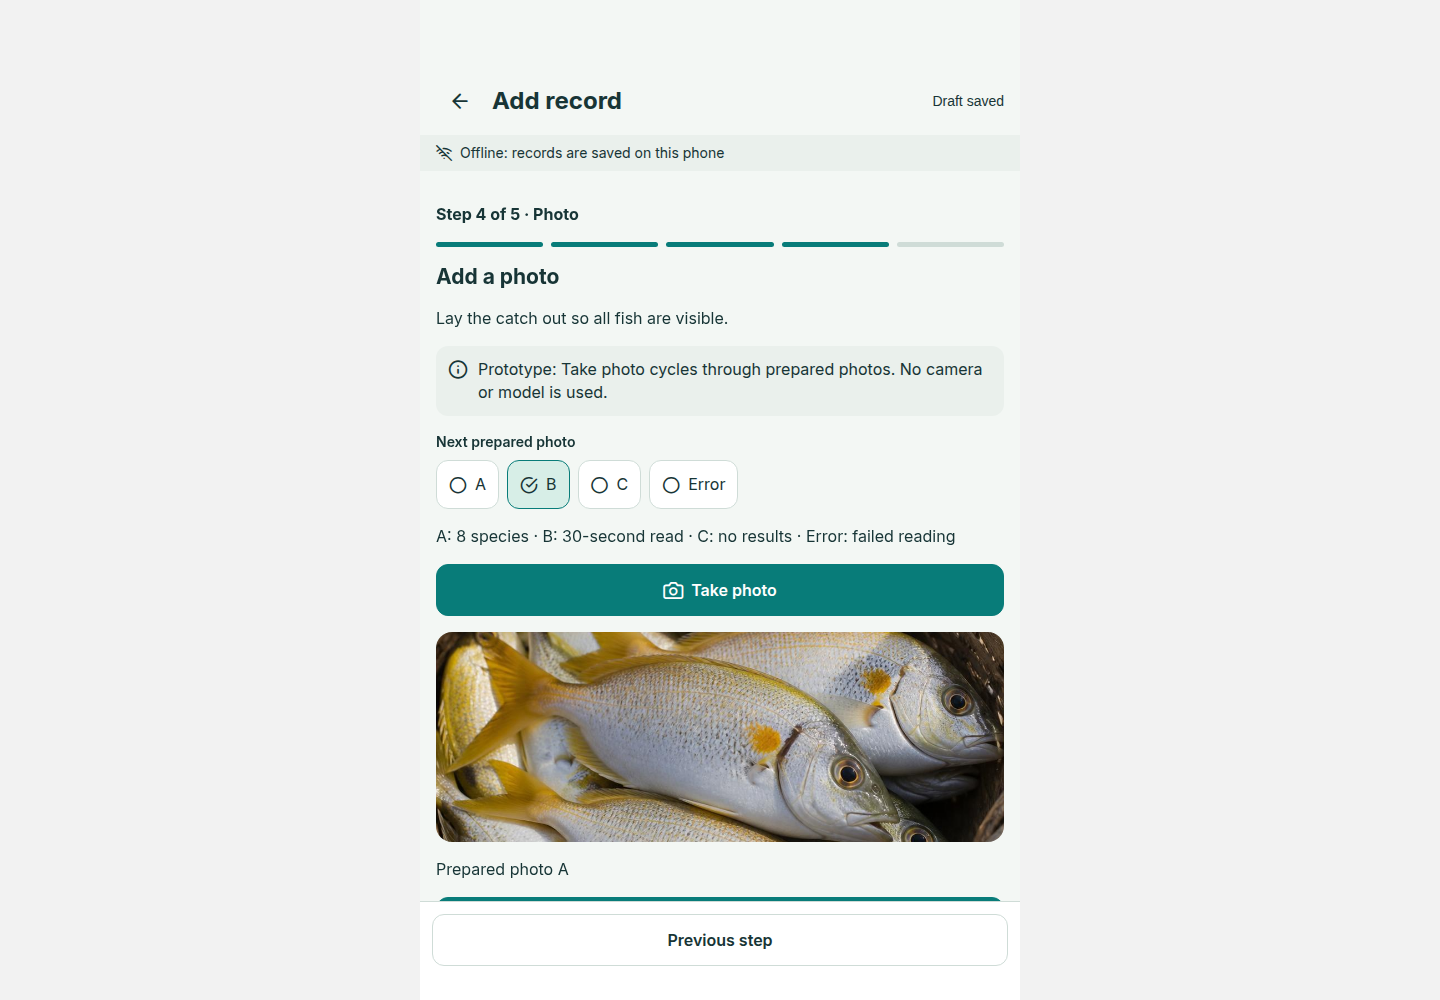 Add record
Draft saved
Offline: records are saved on this phone
Step 4 of 5 · Photo
Add a photo
Lay the catch out so all fish are visible.
Prototype: Take photo cycles through prepared photos. No camera
or model is used.
Next prepared photo
A
B
C
Error
A: 8 species · B: 30-second read · C: no results · Error: failed reading
Take photo
Prepared photo A
Previous step